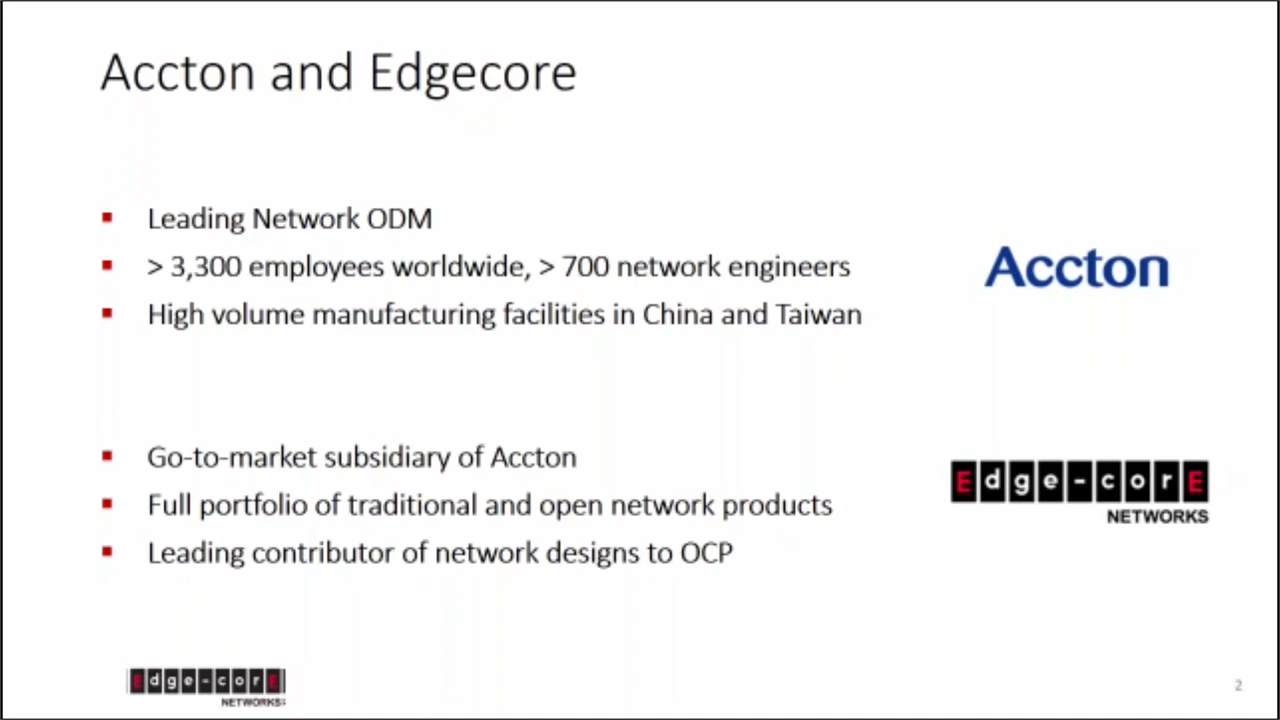 Accton and Edgecore
Leading Network ODM
> 3,300 employees worldwide, > 700 network engineers
High volume manufacturing facilities in China and Taiwan
Accton
Go-to-market subsidiary of Accton
Full portfolio of traditional and open network products
Leading contributor of network designs to OCP
Edge-corE
NETWORKS
Edge-corE
NETWORKS
2